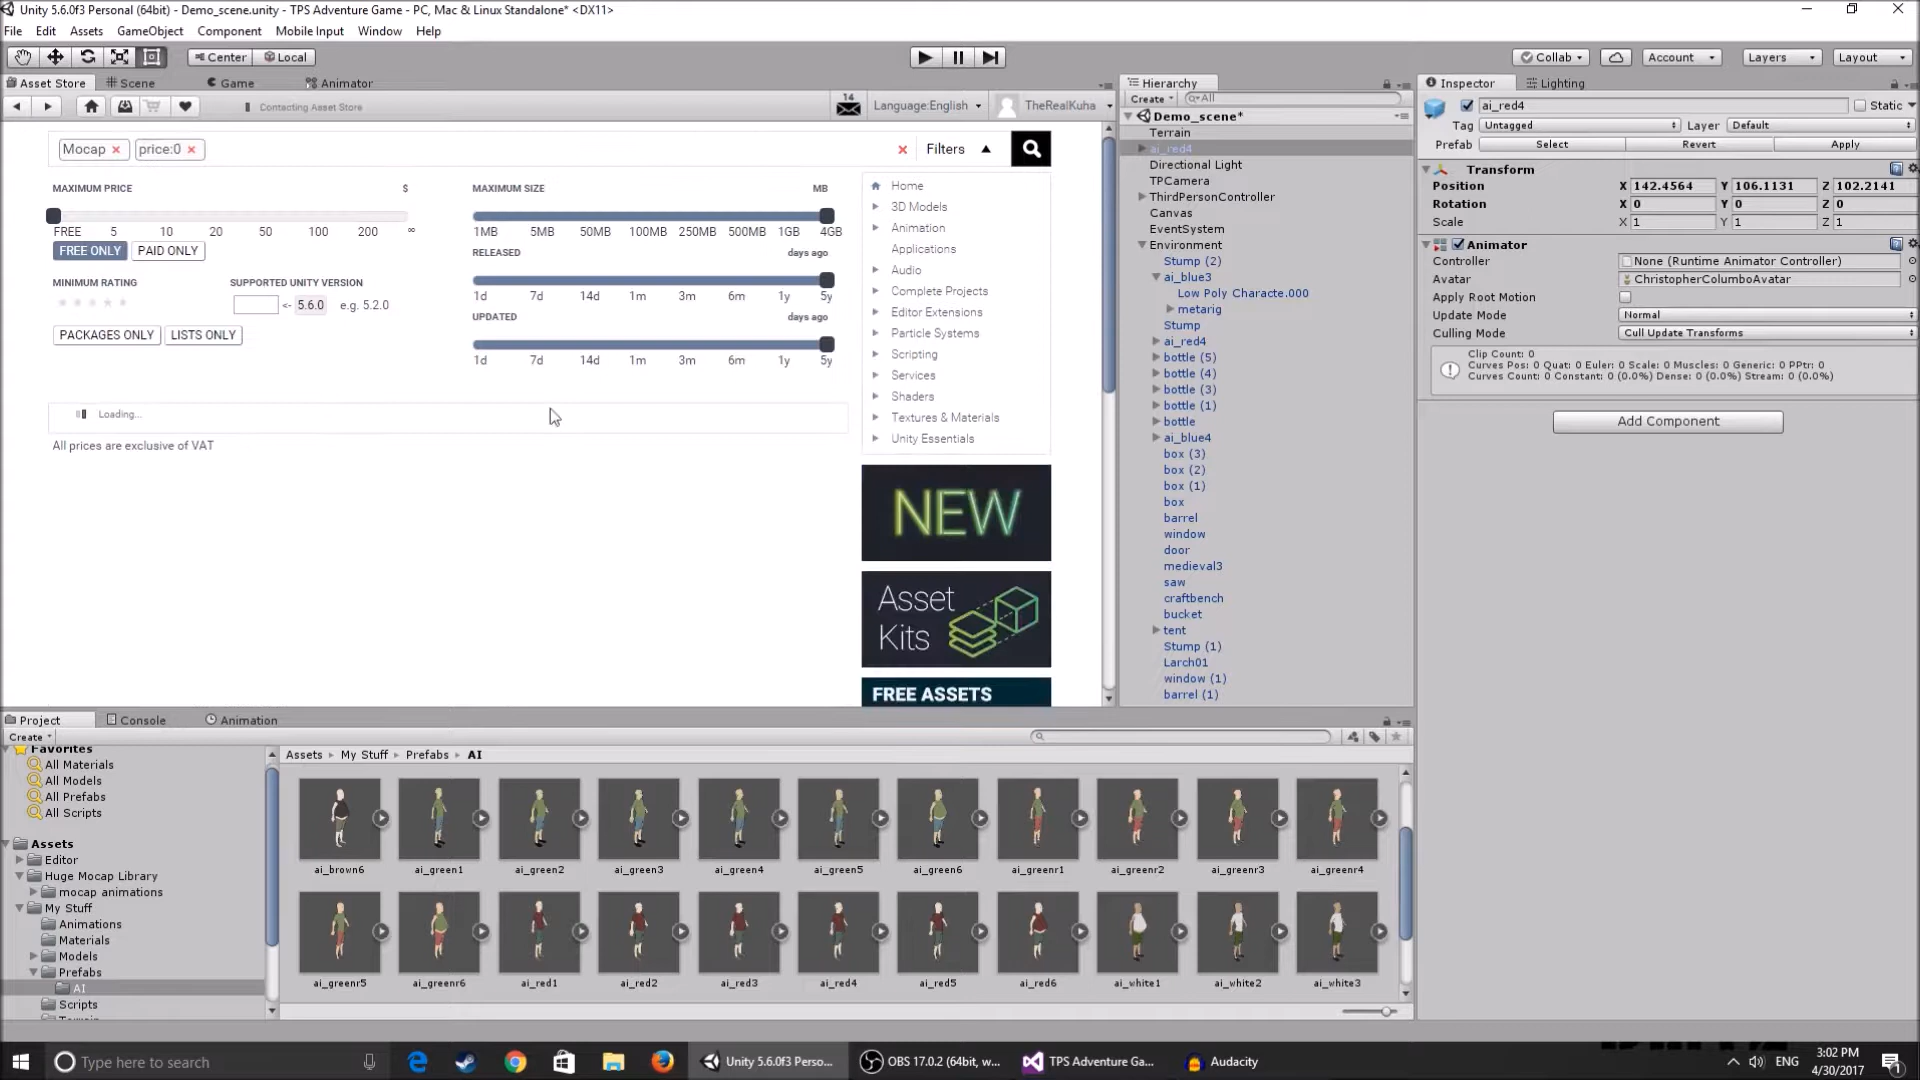 Unity 5.6.0f3 Personal (64bit) - Demo_scene.unity - TPS Adventure Game - PC, Mac & Linux Standalone* <DX11>
File Edit Assets GameObject Component Mobile Input Window Help
Center Local Collab Account Layers Layout
Asset Store Scene Game Animator
Contacting Asset Store 14 Language:English TheRealKuha
Mocap price:0 Filters
MAXIMUM PRICE $
FREE 5 10 20 50 100 200 ∞
FREE ONLY PAID ONLY
MINIMUM RATING SUPPORTED UNITY VERSION
<- 5.6.0 e.g. 5.2.0
PACKAGES ONLY LISTS ONLY
MAXIMUM SIZE MB
1MB 5MB 50MB 100MB 250MB 500MB 1GB 4GB
RELEASED days ago
1d 7d 14d 1m 3m 6m 1y 5y
UPDATED days ago
1d 7d 14d 1m 3m 6m 1y 5y
Loading...
All prices are exclusive of VAT
Home
3D Models
Animation
Applications
Audio
Complete Projects
Editor Extensions
Particle Systems
Scripting
Services
Shaders
Textures & Materials
Unity Essentials
NEW
Asset
Kits
FREE ASSETS
Hierarchy
Create All
Demo_scene*
Terrain
ai_red4
Directional Light
TPCamera
ThirdPersonController
Canvas
EventSystem
Environment
Stump (2)
ai_blue3
Low Poly Characte.000
metarig
Stump
ai_red4
bottle (5)
bottle (4)
bottle (3)
bottle (1)
bottle
ai_blue4
box (3)
box (2)
box (1)
box
barrel
window
door
medieval3
saw
craftbench
bucket
tent
Stump (1)
Larch01
window (1)
barrel (1)
Inspector Lighting
ai_red4 Static
Tag Untagged Layer Default
Prefab Select Revert Apply
Transform
Position X 142.4564 Y 106.1131 Z 102.2141
Rotation X 0 Y 0 Z 0
Scale X 1 Y 1 Z 1
Animator
Controller None (Runtime Animator Controller)
Avatar ChristopherColumboAvatar
Apply Root Motion
Update Mode Normal
Culling Mode Cull Update Transforms
Clip Count: 0
Curves Pos: 0 Quat: 0 Euler: 0 Scale: 0 Muscles: 0 Generic: 0 PPtr: 0
Curves Count: 0 Constant: 0 (0.0%) Dense: 0 (0.0%) Stream: 0 (0.0%)
Add Component
Project Console Animation
Create
Favorites
All Materials
All Models
All Prefabs
All Scripts
Assets
Editor
Huge Mocap Library
mocap animations
My Stuff
Animations
Materials
Models
Prefabs
AI
Scripts
Assets My Stuff Prefabs AI
ai_brown6 ai_green1 ai_green2 ai_green3 ai_green4 ai_green5 ai_green6 ai_greenr1 ai_greenr2 ai_greenr3 ai_greenr4
ai_greenr5 ai_greenr6 ai_red1 ai_red2 ai_red3 ai_red4 ai_red5 ai_red6 ai_white1 ai_white2 ai_white3
Type here to search Unity 5.6.0f3 Perso... OBS 17.0.2 (64bit, w... TPS Adventure Ga... Audacity ENG 3:02 PM
4/30/2017 1